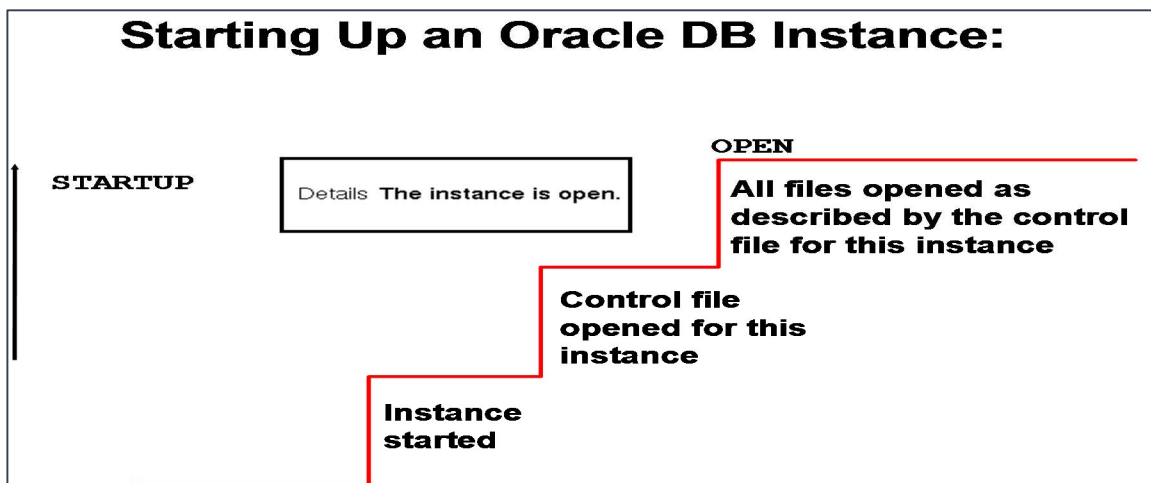 Starting Up an Oracle DB Instance:
OPEN
STARTUP
Details The instance is open.
All files opened as
described by the control
file for this instance
Control file
opened for this
instance
Instance
started